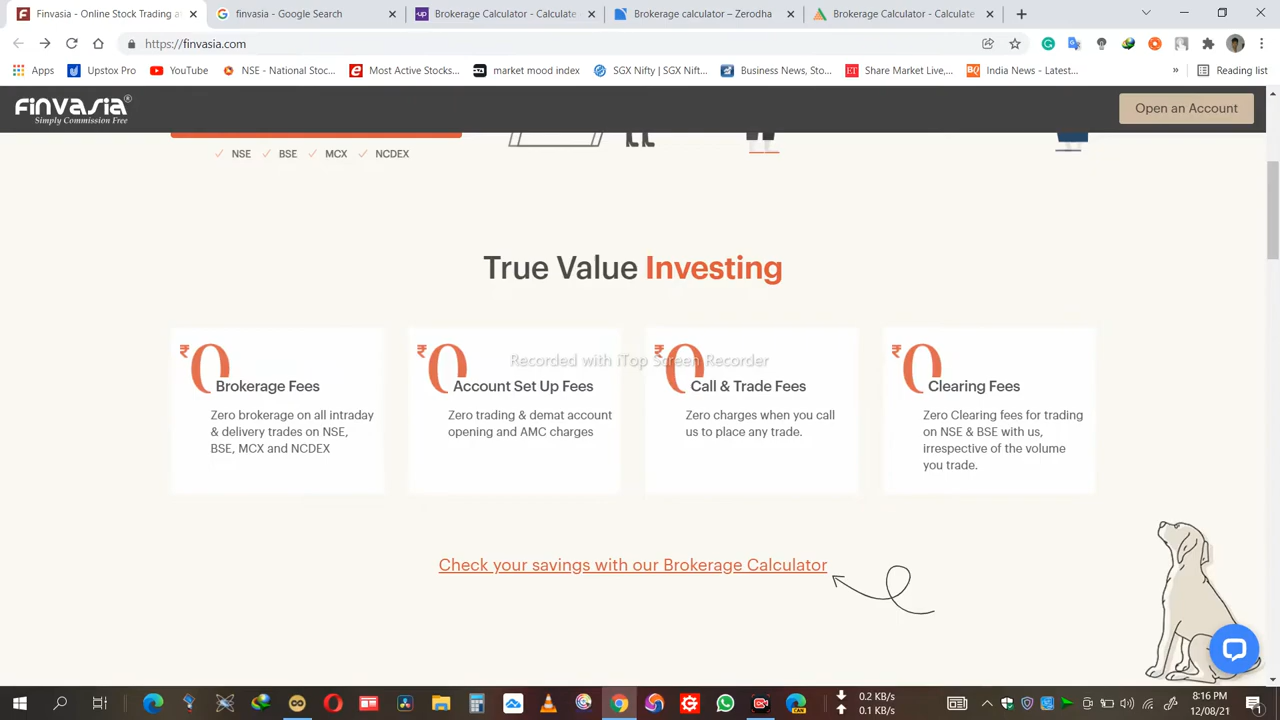 Finvasia - Online Stock Trading a
finvasia - Google Search
Brokerage Calculator - Calculate
Brokerage calculator – Zerodha
Brokerage Calculator - Calculate
https://finvasia.com
Apps
Upstox Pro
YouTube
NSE - National Stoc...
Most Active Stocks...
market mood index
SGX Nifty | SGX Nift...
Business News, Sto...
Share Market Live,...
India News - Latest...
»
Reading list
FINVASIA®
Simply Commission Free
Open an Account
NSE BSE MCX NCDEX
True Value Investing
₹0 Brokerage Fees
Zero brokerage on all intraday
& delivery trades on NSE,
BSE, MCX and NCDEX
₹0 Account Set Up Fees
Zero trading & demat account
opening and AMC charges
₹0 Call & Trade Fees
Zero charges when you call
us to place any trade.
₹0 Clearing Fees
Zero Clearing fees for trading
on NSE & BSE with us,
irrespective of the volume
you trade.
Recorded with iTop Screen Recorder
Check your savings with our Brokerage Calculator
0.2 KB/s
0.1 KB/s
8:16 PM
12/08/21